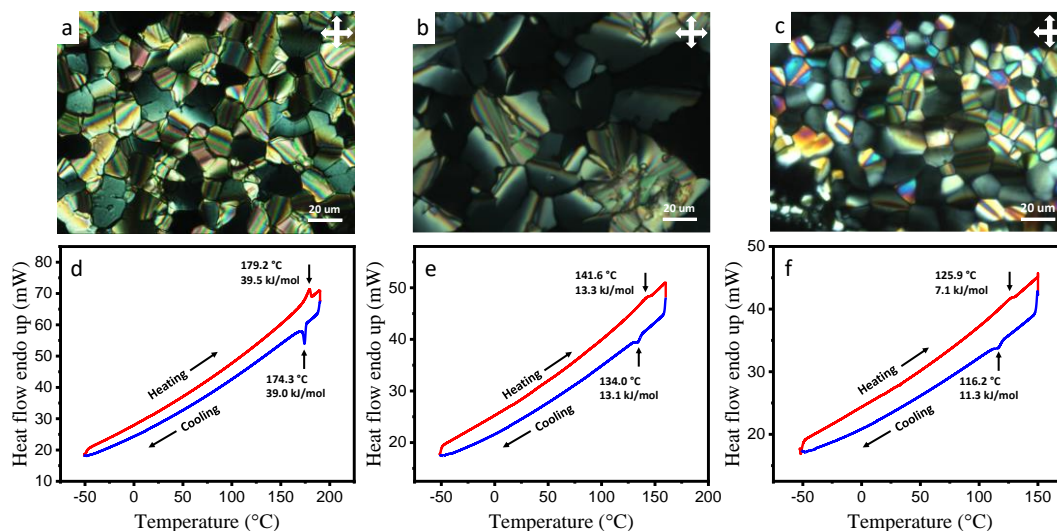 a
20 um
b
20 um
c
20 um
d
179.2 °C
39.5 kJ/mol
Heating
Cooling
174.3 °C
39.0 kJ/mol
Heat flow endo up (mW)
80
70
60
50
40
30
20
10
-50 0 50 100 150 200
Temperature (°C)
e
141.6 °C
13.3 kJ/mol
Heating
Cooling
134.0 °C
13.1 kJ/mol
Heat flow endo up (mW)
50
40
30
20
-50 0 50 100 150 200
Temperature (°C)
f
125.9 °C
7.1 kJ/mol
Heating
Cooling
116.2 °C
11.3 kJ/mol
Heat flow endo up (mW)
50
40
30
20
-50 0 50 100 150
Temperature (°C)